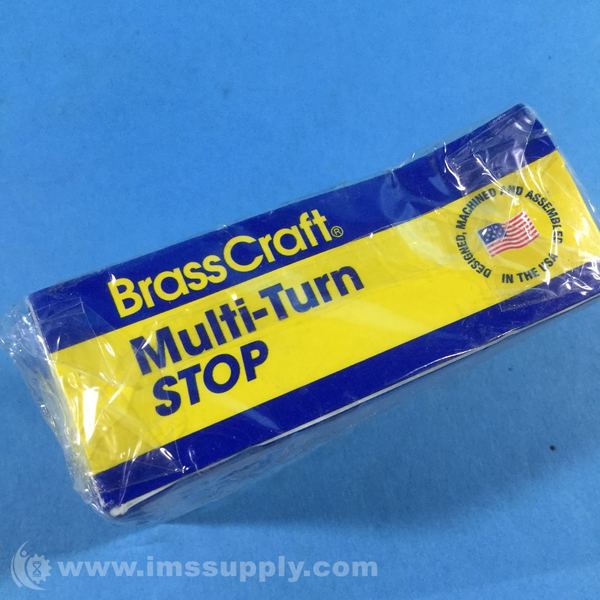 BrassCraft®
Multi-Turn
STOP
DESIGNED, MACHINED AND ASSEMBLED
IN THE USA
www.imssupply.com